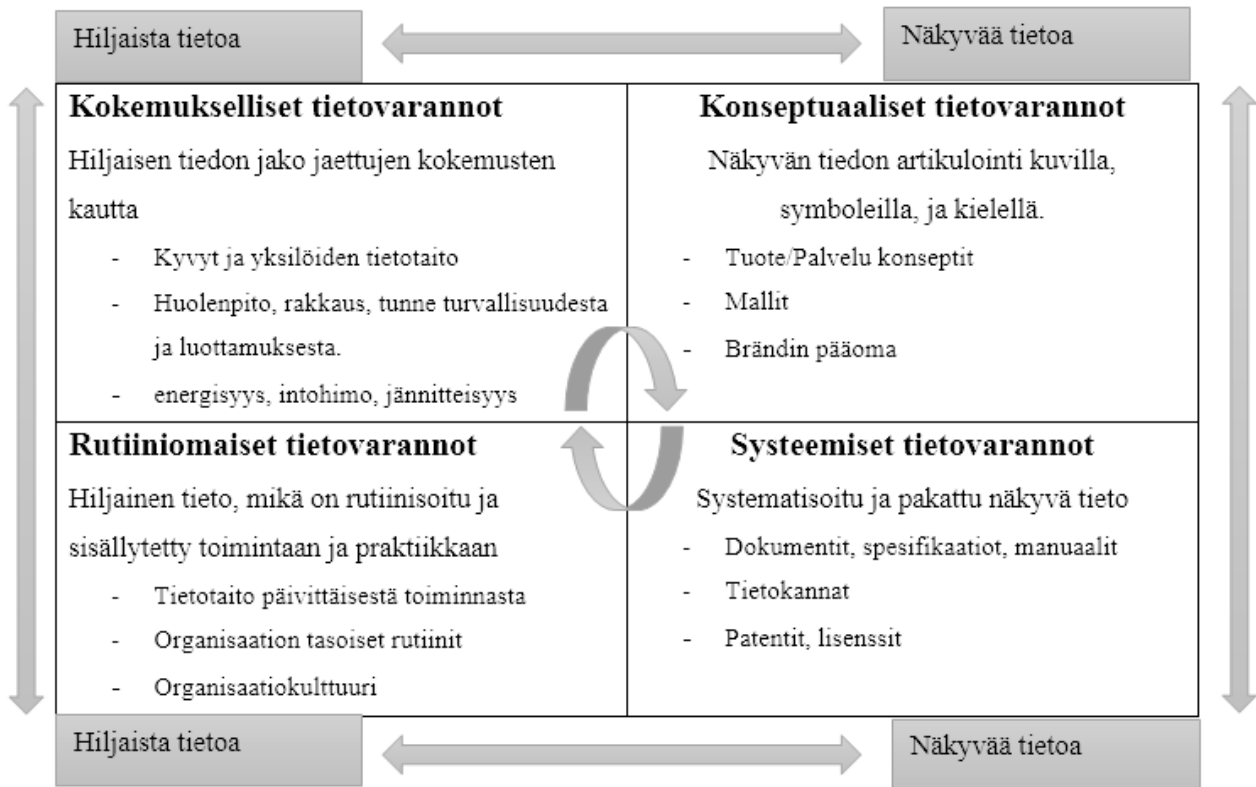 Hiljaista tietoa
Näkyvää tietoa
Kokemukselliset tietovarannot
Hiljaisen tiedon jako jaettujen kokemusten
kautta
- Kyvyt ja yksilöiden tietotaito
- Huolenpito, rakkaus, tunne turvallisuudesta
ja luottamuksesta.
- energisyys, intohimo, jännitteisyys
Konseptuaaliset tietovarannot
Näkyvän tiedon artikulointi kuvilla,
symboleilla, ja kielellä.
- Tuote/Palvelu konseptit
- Mallit
- Brändin pääoma
Rutiiniomaiset tietovarannot
Hiljainen tieto, mikä on rutiinisoitu ja
sisällytetty toimintaan ja praktiikkaan
- Tietotaito päivittäisestä toiminnasta
- Organisaation tasoiset rutiinit
- Organisaatiokulttuuri
Systeemiset tietovarannot
Systematisoitu ja pakattu näkyvä tieto
- Dokumentit, spesifikaatiot, manuaalit
- Tietokannat
- Patentit, lisenssit
Hiljaista tietoa
Näkyvää tietoa